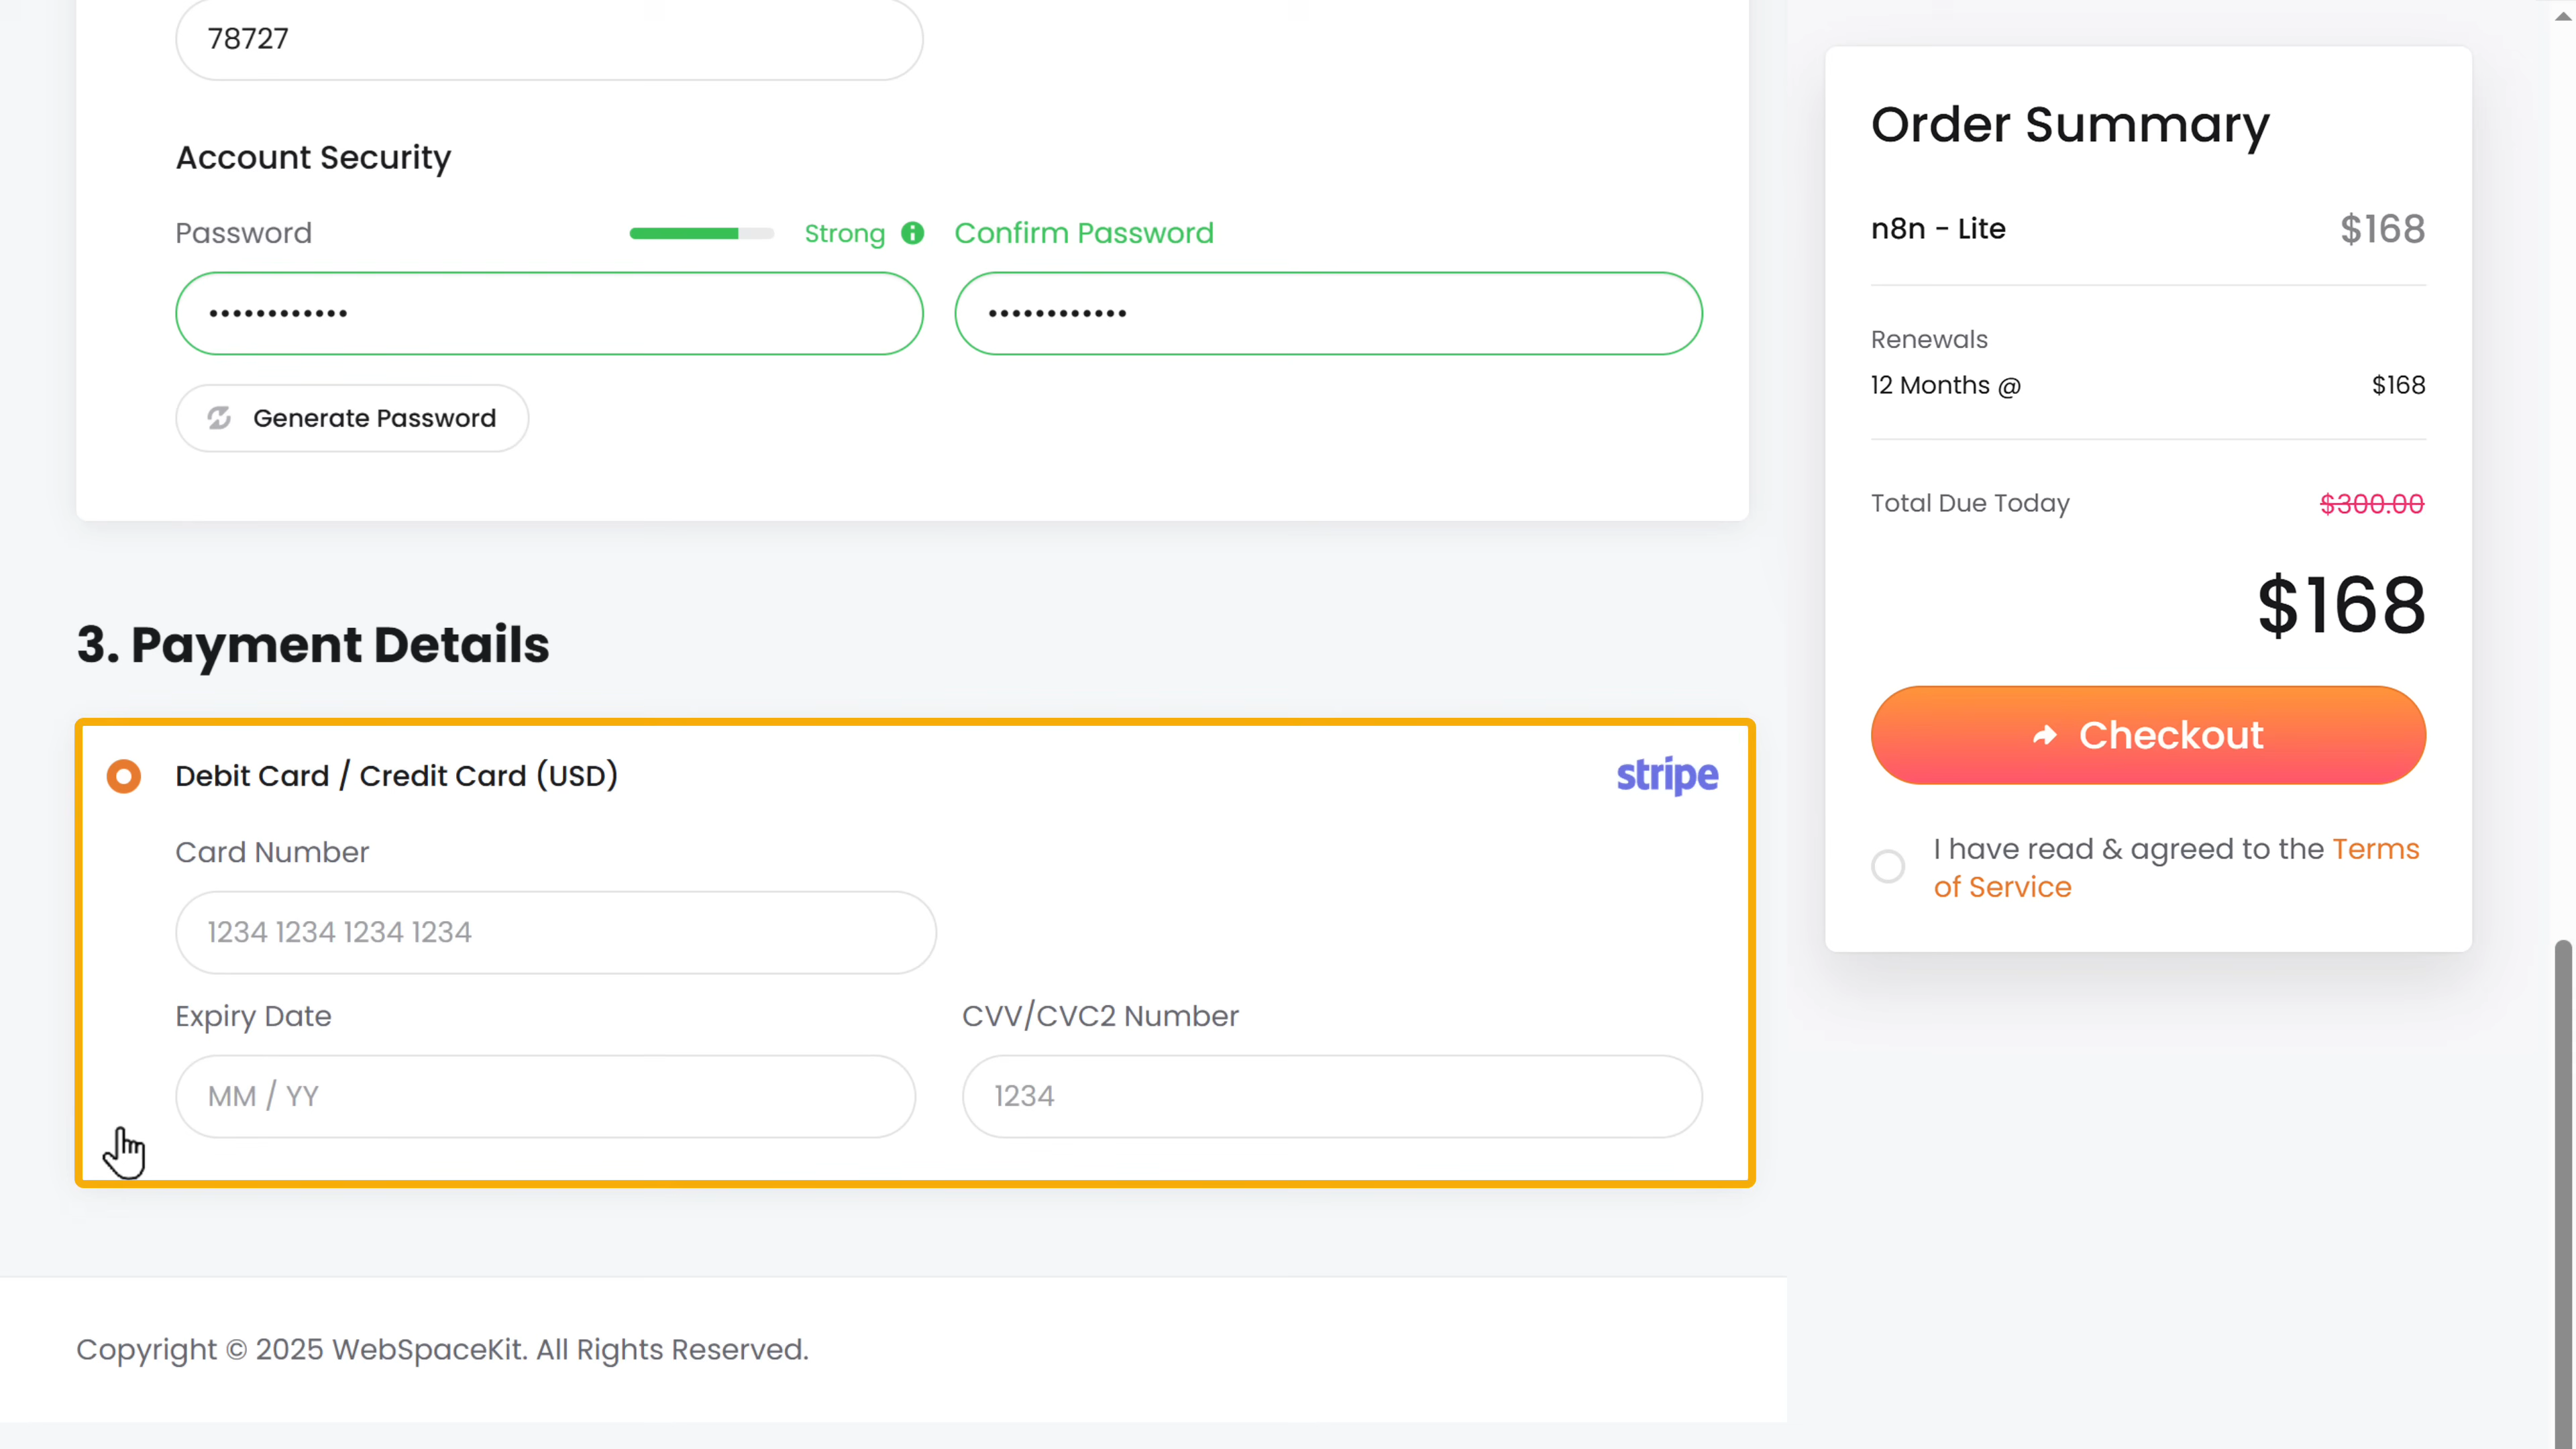 78727
Account Security
Password
Strong
Confirm Password
••••••••••••
••••••••••••
Generate Password
3. Payment Details
Debit Card / Credit Card (USD)
stripe
Card Number
1234 1234 1234 1234
Expiry Date
CVV/CVC2 Number
MM / YY
1234
Copyright © 2025 WebSpaceKit. All Rights Reserved.
Order Summary
n8n - Lite
$168
Renewals
12 Months @
$168
Total Due Today
$300.00
$168
Checkout
I have read & agreed to the Terms
of Service